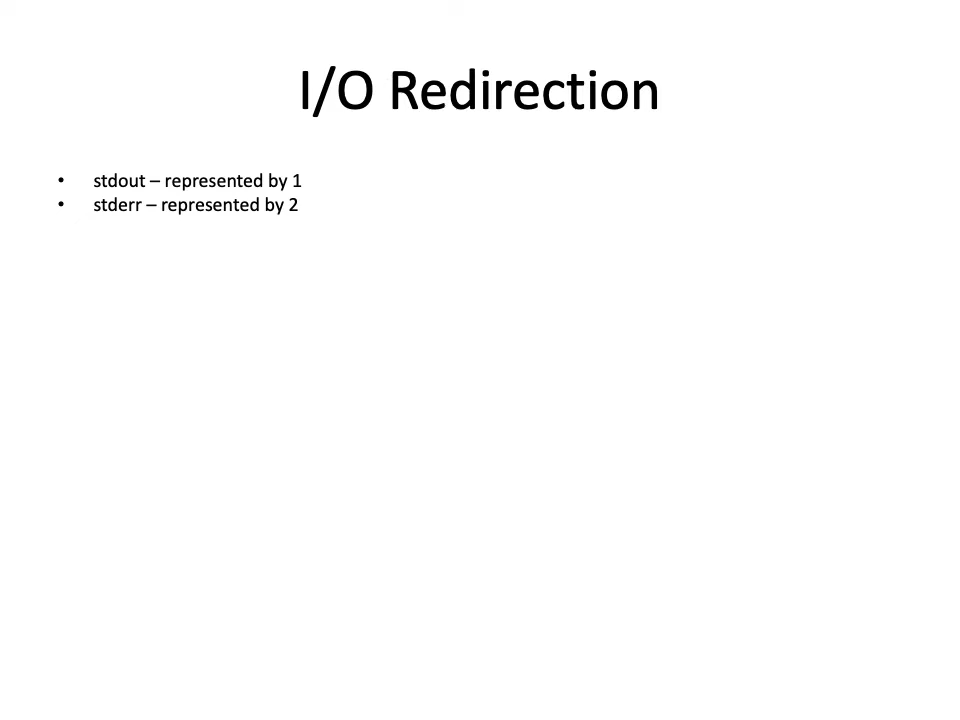 I/O Redirection
• stdout – represented by 1
• stderr – represented by 2